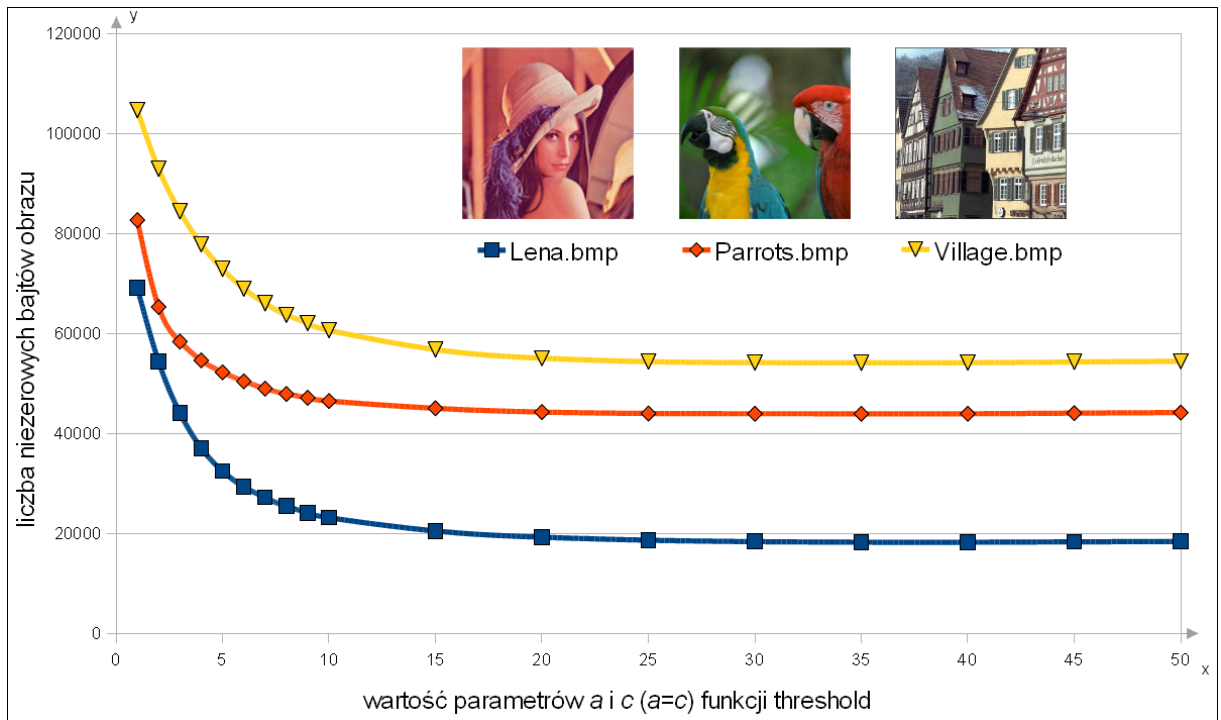 y
120000
100000
80000
60000
40000
20000
0
liczba niezerowych bajtów obrazu
Lena.bmp Parrots.bmp Village.bmp
0 5 10 15 20 25 30 35 40 45 50
x
wartość parametrów a i c (a=c) funkcji threshold